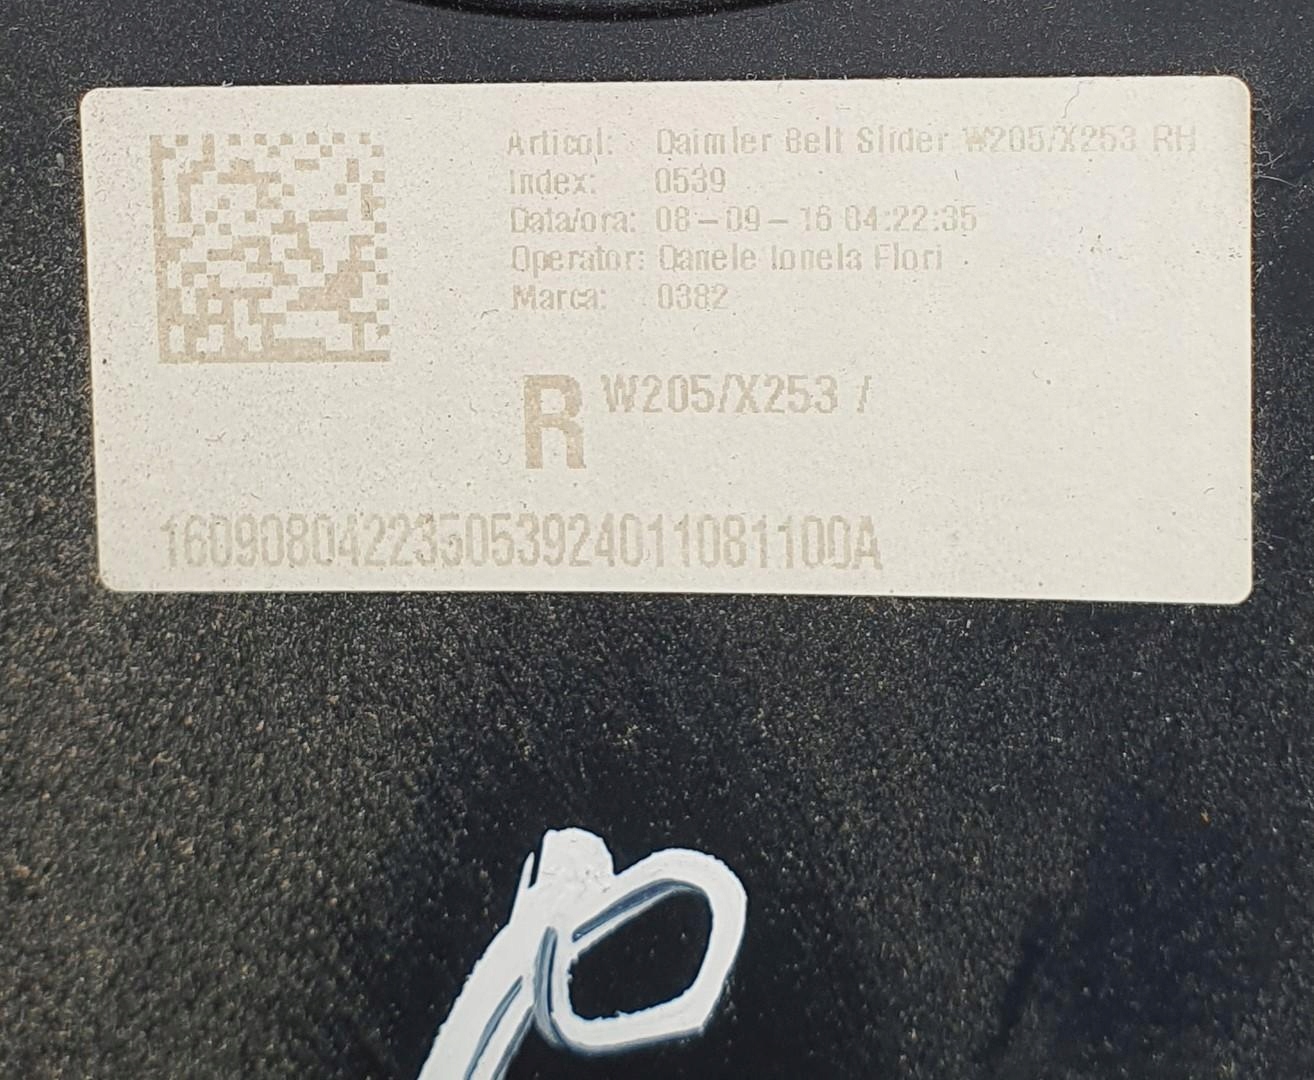 Articol: Daimler Belt Slider W205/X253 RH
Index: 0539
Data/ora: 08-09-16 04:22:35
Operator: Danele Ionela Flori
Marca: 0382
R W205/X253 /
160908042235053924011081100A